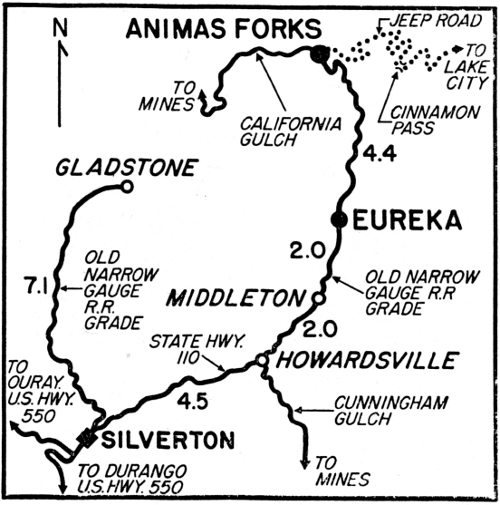 N
ANIMAS FORKS
JEEP ROAD
TO
LAKE
CITY
TO
MINES
CALIFORNIA
GULCH
CINNAMON
PASS
4.4
GLADSTONE
EUREKA
2.0
7.1
OLD
NARROW
GAUGE
R.R.
GRADE
MIDDLETON
OLD NARROW
GAUGE R.R
GRADE
2.0
STATE HWY.
110
HOWARDSVILLE
TO
OURAY.
U.S. HWY.
550
4.5
CUNNINGHAM
GULCH
SILVERTON
TO DURANGO
U.S. HWY. 550
TO
MINES